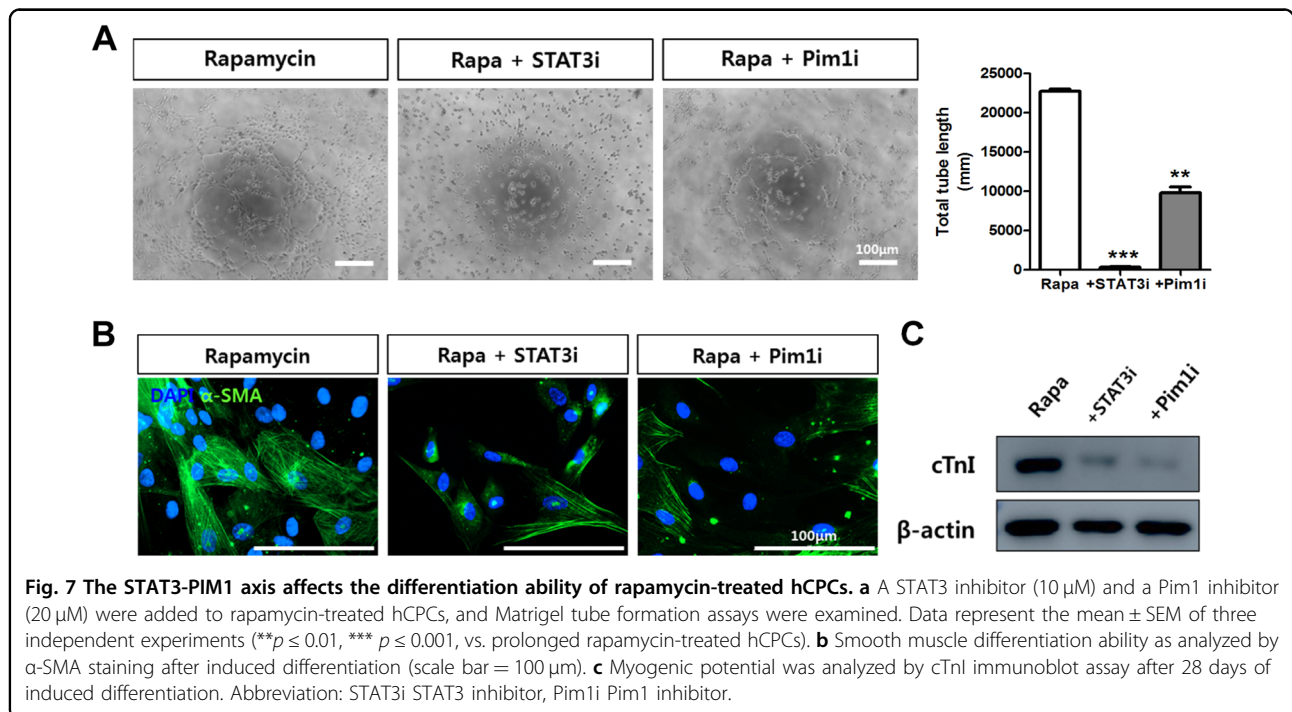 A
Rapamycin
Rapa + STAT3i
Rapa + Pim1i
100μm
Total tube length
(mm)
25000
20000
15000
10000
5000
0
***
**
Rapa +STAT3i +Pim1i
B
Rapamycin
Rapa + STAT3i
Rapa + Pim1i
DAPI α-SMA
100μm
C
Rapa
+STAT3i
+Pim1i
cTnI
β-actin
Fig. 7 The STAT3-PIM1 axis affects the differentiation ability of rapamycin-treated hCPCs. a A STAT3 inhibitor (10 μM) and a Pim1 inhibitor
(20 μM) were added to rapamycin-treated hCPCs, and Matrigel tube formation assays were examined. Data represent the mean ± SEM of three
independent experiments (**p ≤ 0.01, *** p ≤ 0.001, vs. prolonged rapamycin-treated hCPCs). b Smooth muscle differentiation ability as analyzed by
α-SMA staining after induced differentiation (scale bar = 100 μm). c Myogenic potential was analyzed by cTnI immunoblot assay after 28 days of
induced differentiation. Abbreviation: STAT3i STAT3 inhibitor, Pim1i Pim1 inhibitor.